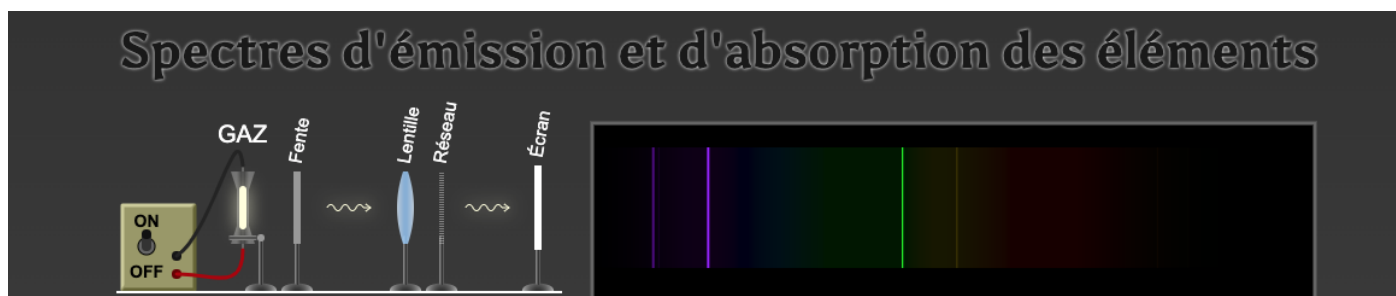 Spectres d'émission et d'absorption des éléments
GAZ
Fente
Lentille
Réseau
Écran
ON
OFF